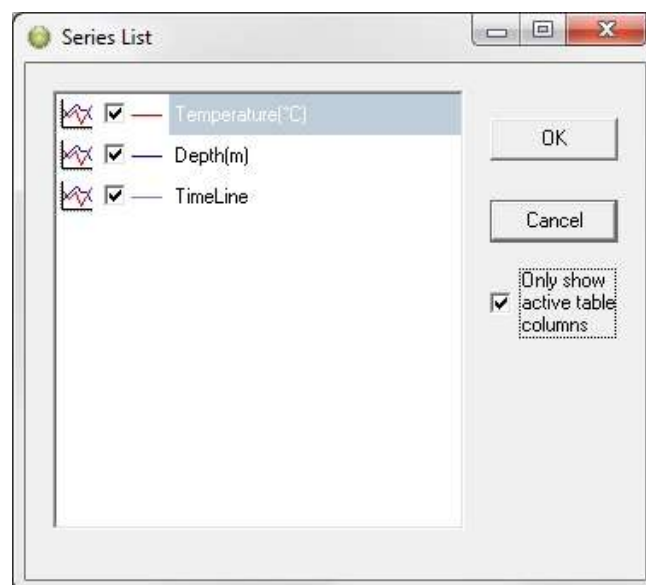 Series List
Temperature(°C)
Depth(m)
TimeLine
OK
Cancel
Only show
active table
columns